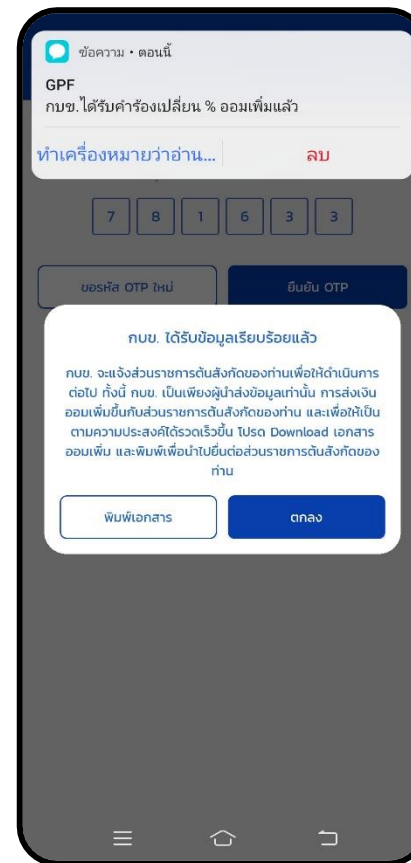 ข้อความ • ตอนนี้
GPF
กบข.ได้รับคำร้องเปลี่ยน % ออมเพิ่มแล้ว
ทำเครื่องหมายว่าอ่าน... ลบ
7 8 1 6 3 3
ขอรหัส OTP ใหม่ ยืนยัน OTP
กบข. ได้รับข้อมูลเรียบร้อยแล้ว
กบข. จะแจ้งส่วนราชการต้นสังกัดของท่านเพื่อให้ดำเนินการ
ต่อไป ทั้งนี้ กบข. เป็นเพียงผู้นำส่งข้อมูลเท่านั้น การส่งเงิน
ออมเพิ่มขึ้นกับส่วนราชการต้นสังกัดของท่าน และเพื่อให้เป็น
ตามความประสงค์ได้รวดเร็วขึ้น โปรด Download เอกสาร
ออมเพิ่ม และพิมพ์เพื่อนำไปยื่นต่อส่วนราชการต้นสังกัดของ
ท่าน
พิมพ์เอกสาร ตกลง